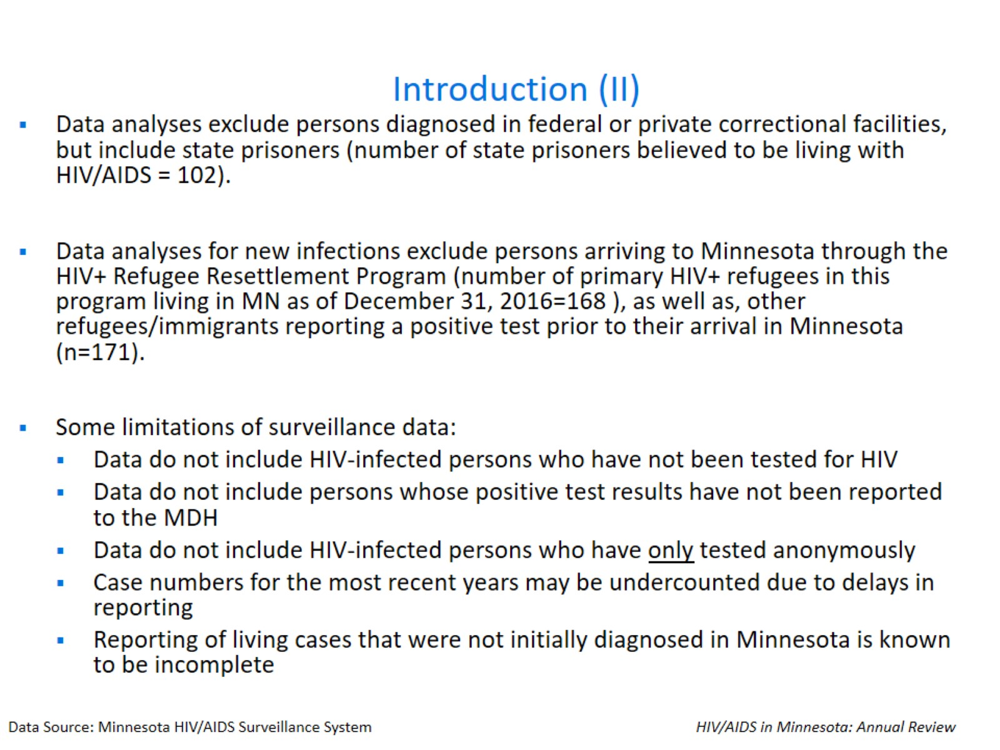 Introduction (II)
▪ Data analyses exclude persons diagnosed in federal or private correctional facilities,
but include state prisoners (number of state prisoners believed to be living with
HIV/AIDS = 102).
▪ Data analyses for new infections exclude persons arriving to Minnesota through the
HIV+ Refugee Resettlement Program (number of primary HIV+ refugees in this
program living in MN as of December 31, 2016=168 ), as well as, other
refugees/immigrants reporting a positive test prior to their arrival in Minnesota
(n=171).
▪ Some limitations of surveillance data:
▪ Data do not include HIV-infected persons who have not been tested for HIV
▪ Data do not include persons whose positive test results have not been reported
to the MDH
▪ Data do not include HIV-infected persons who have only tested anonymously
▪ Case numbers for the most recent years may be undercounted due to delays in
reporting
▪ Reporting of living cases that were not initially diagnosed in Minnesota is known
to be incomplete
Data Source: Minnesota HIV/AIDS Surveillance System
HIV/AIDS in Minnesota: Annual Review